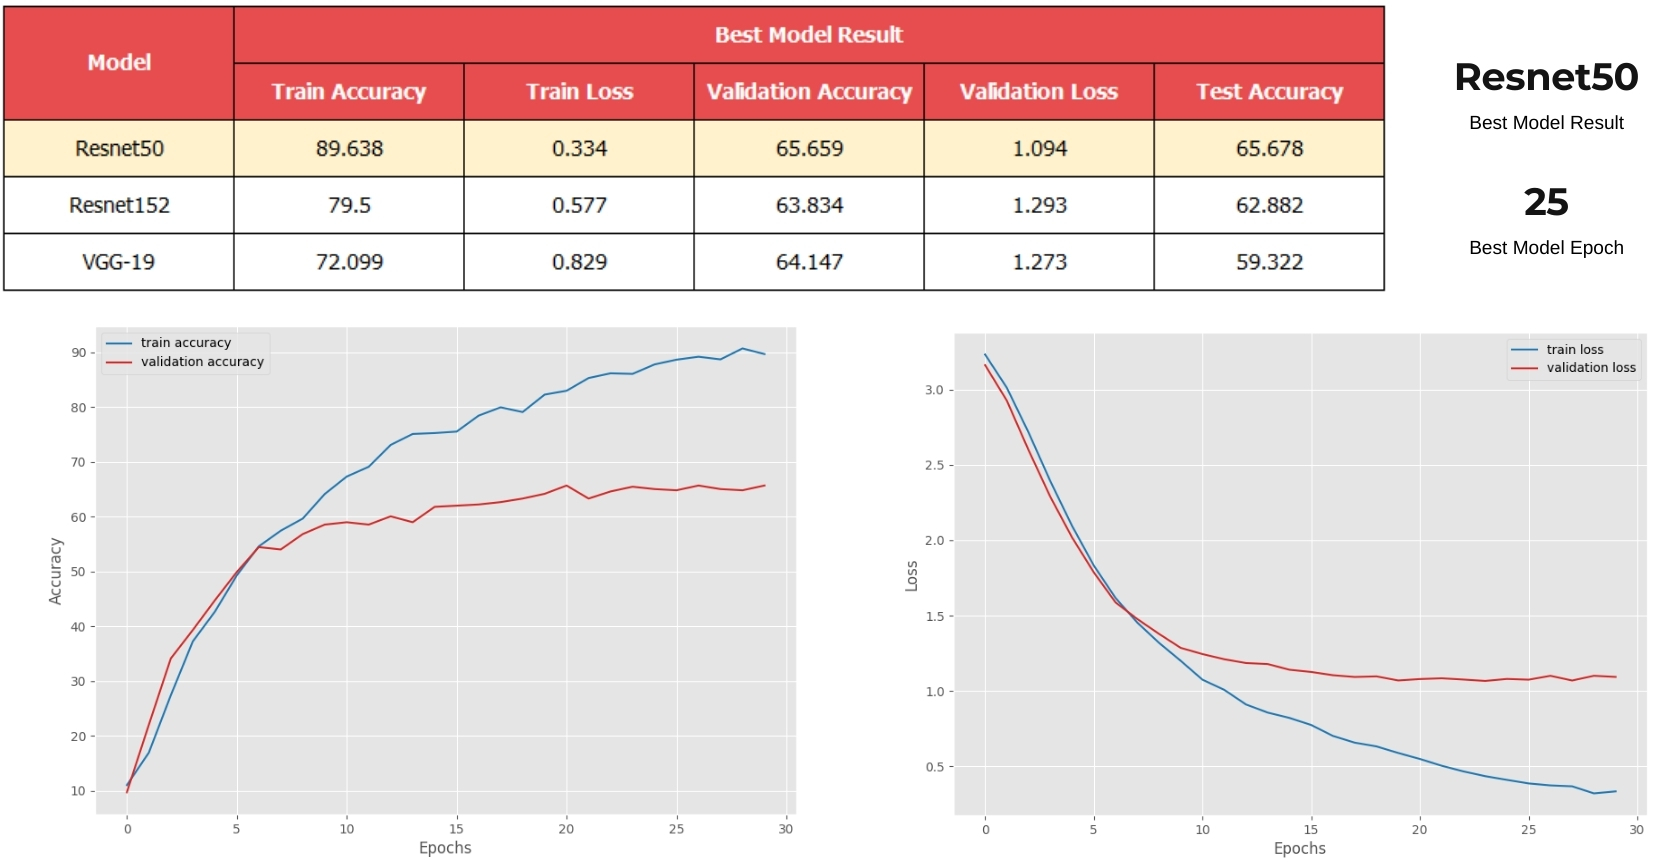 Model
Best Model Result
Train Accuracy Train Loss Validation Accuracy Validation Loss Test Accuracy
Resnet50 89.638 0.334 65.659 1.094 65.678
Resnet152 79.5 0.577 63.834 1.293 62.882
VGG-19 72.099 0.829 64.147 1.273 59.322
Resnet50
Best Model Result
25
Best Model Epoch
train accuracy
validation accuracy
90
80
70
60
50
40
30
20
10
Accuracy
0 5 10 15 20 25 30
Epochs
train loss
validation loss
3.0
2.5
2.0
1.5
1.0
0.5
Loss
0 5 10 15 20 25 30
Epochs